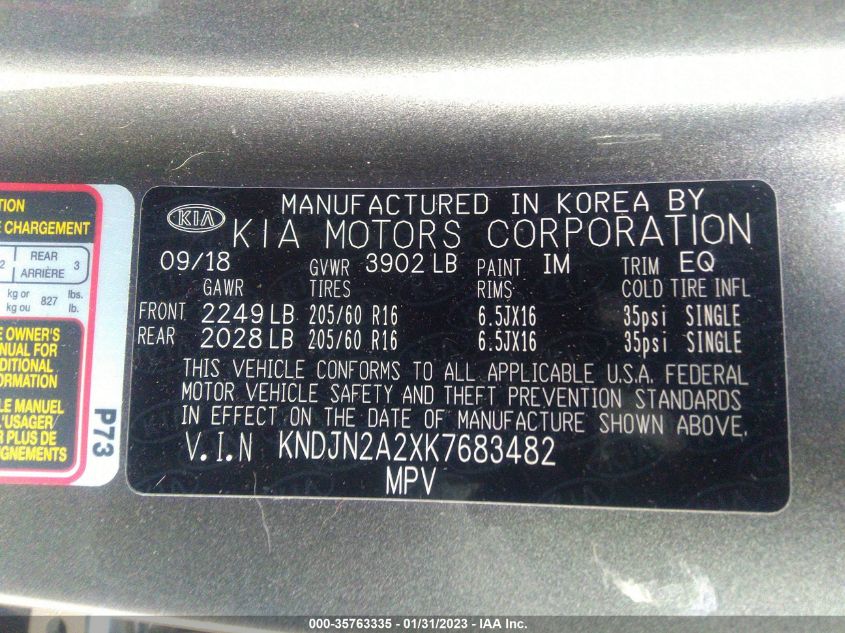 TION
E CHARGEMENT
2 REAR 3
ARRIÈRE
kg or 827 lbs.
kg ou lb.
E OWNER'S
NUAL FOR
DITIONAL
ORMATION
LE MANUEL
L'USAGER/
R PLUS DE
IGNEMENTS
P73
KIA
MANUFACTURED IN KOREA BY
KIA MOTORS CORPORATION
09/18 GVWR 3902 LB PAINT IM TRIM EQ
GAWR TIRES RIMS COLD TIRE INFL
FRONT 2249 LB 205/60 R16 6.5JX16 35psi SINGLE
REAR 2028 LB 205/60 R16 6.5JX16 35psi SINGLE
THIS VEHICLE CONFORMS TO ALL APPLICABLE U.S.A. FEDERAL
MOTOR VEHICLE SAFETY AND THEFT PREVENTION STANDARDS
IN EFFECT ON THE DATE OF MANUFACTURE SHOWN ABOVE.
V.I.N KNDJN2A2XK7683482
MPV
000-35763335 - 01/31/2023 - IAA Inc.